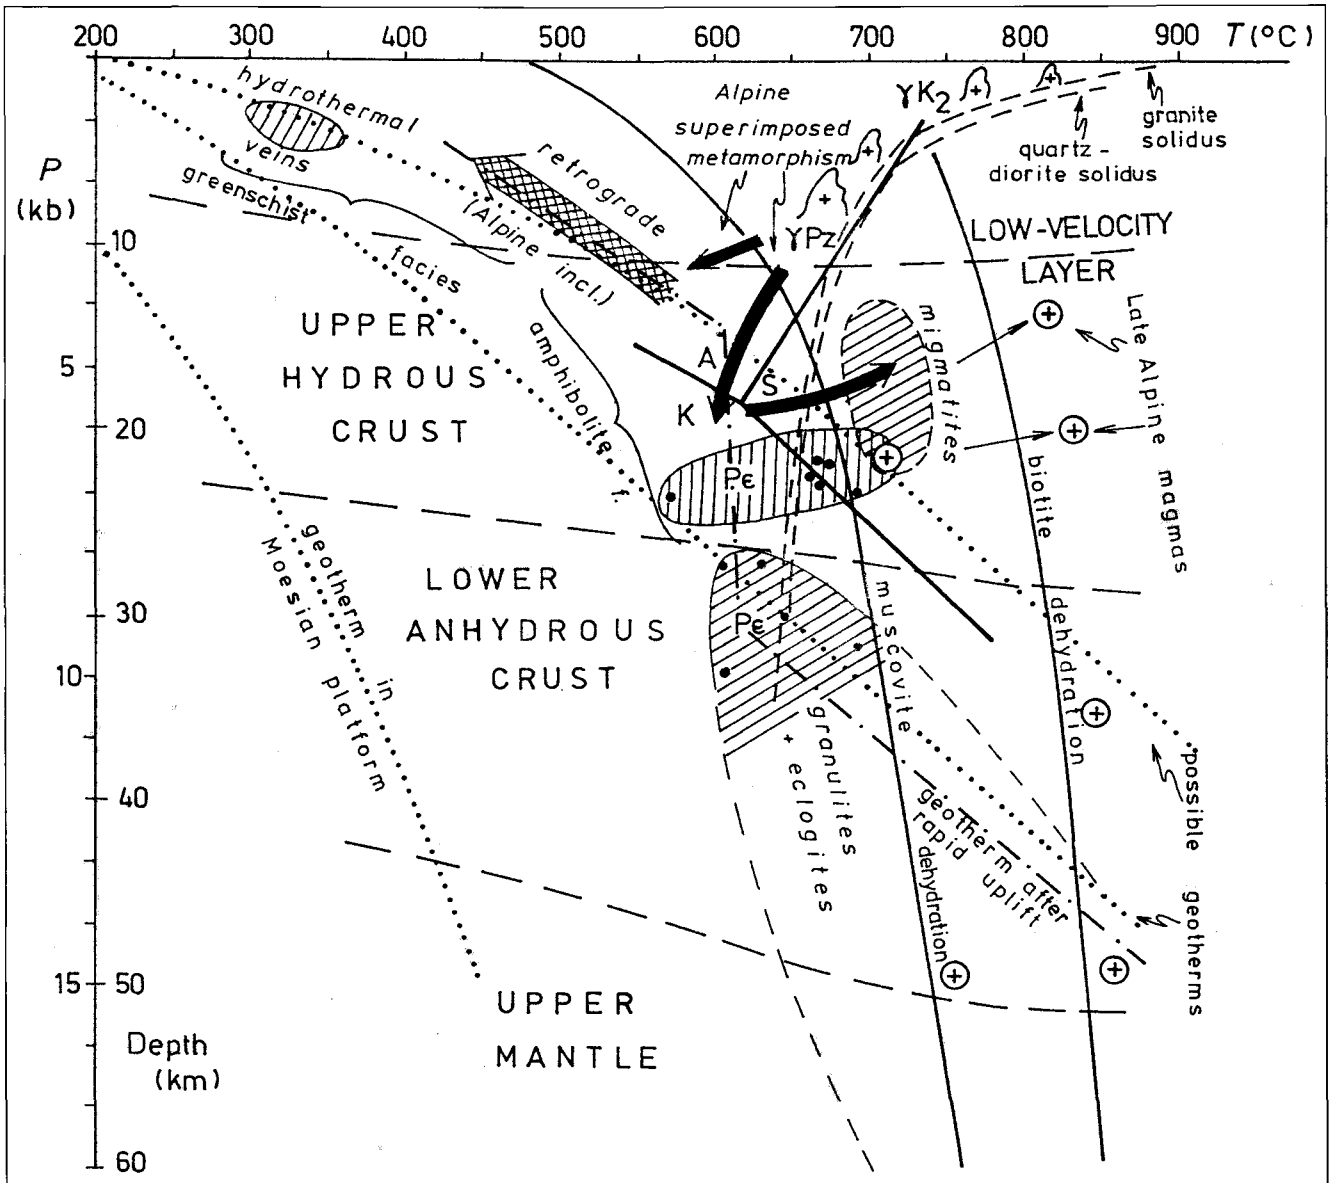 200 300 400 500 600 700 800 900 T(°C)
P
(kb)
10
5
20
30
10
40
15 50
60
Depth
(km)
hydrothermal
veins
greenschist
facies
retrograde
(Alpine incl.)
amphibolite f.
Alpine
superimposed
metamorphism
γK2
γPz
granite
solidus
quartz-
diorite solidus
LOW-VELOCITY
LAYER
UPPER
HYDROUS
CRUST
A
K
S
Pϵ
migmatites
Late Alpine magmas
biotite
dehydration
LOWER
ANHYDROUS
CRUST
Pϵ
muscovite
dehydration
granulites
+ eclogites
geotherm in
Moesian platform
geotherm after
rapid uplift
possible geotherms
UPPER
MANTLE